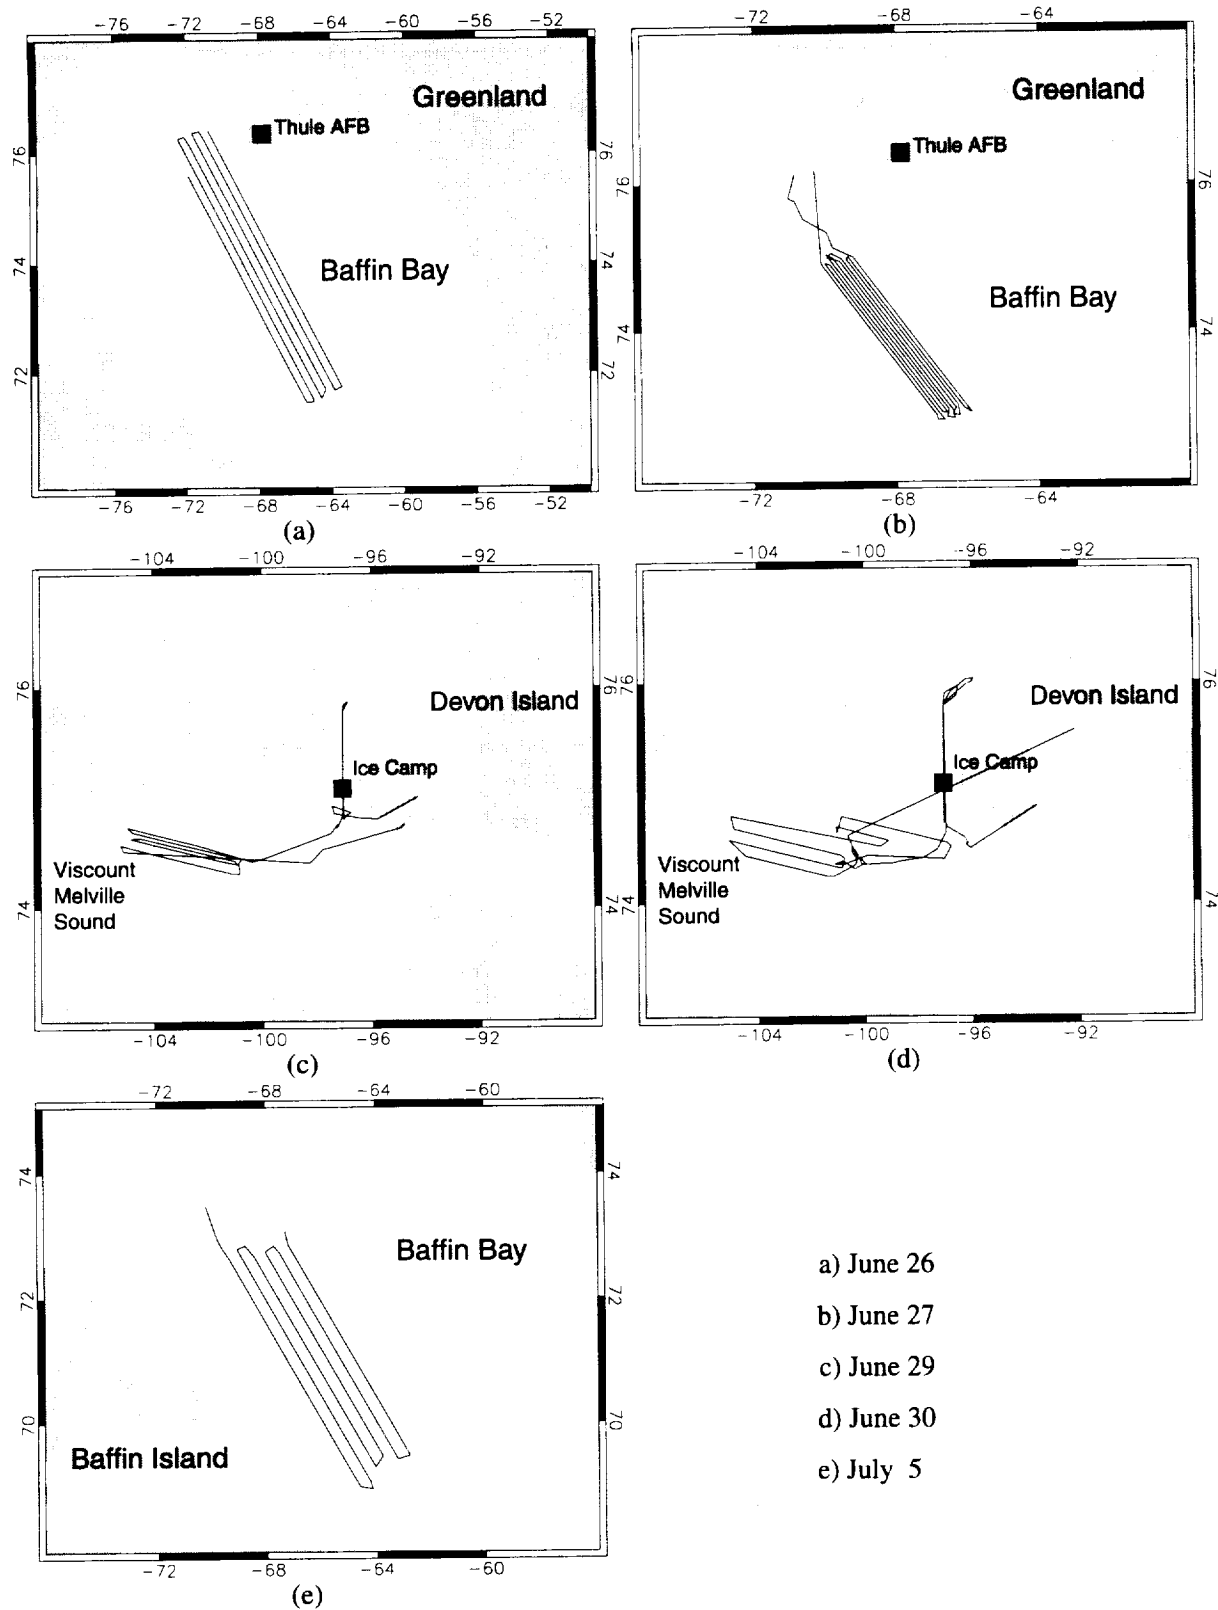 -76 -72 -68 -64 -60 -56 -52
Greenland
Thule AFB
76 76
Baffin Bay
74 74
72 72
-76 -72 -68 -64 -60 -56 -52
(a)
-72 -68 -64
Greenland
Thule AFB
76 76
Baffin Bay
74 74
-72 -68 -64
(b)
-104 -100 -96 -92
76 76
Devon Island
Ice Camp
Viscount
Melville
Sound
74 74
-104 -100 -96 -92
(c)
-104 -100 -96 -92
76 76
Devon Island
Ice Camp
Viscount
Melville
Sound
74 74
-104 -100 -96 -92
(d)
-72 -68 -64 -60
74 74
Baffin Bay
72 72
70 70
Baffin Island
-72 -68 -64 -60
(e)
a) June 26
b) June 27
c) June 29
d) June 30
e) July 5